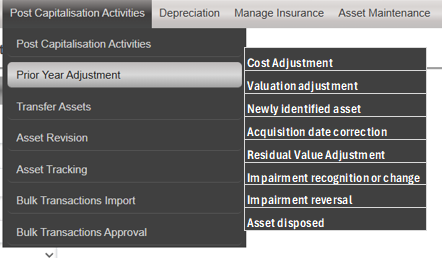 Post Capitalisation Activities Depreciation Manage Insurance Asset Maintenance
Post Capitalisation Activities
Prior Year Adjustment
Transfer Assets
Asset Revision
Asset Tracking
Bulk Transactions Import
Bulk Transactions Approval
Cost Adjustment
Valuation adjustment
Newly identified asset
Acquisition date correction
Residual Value Adjustment
Impairment recognition or change
Impairment reversal
Asset disposed